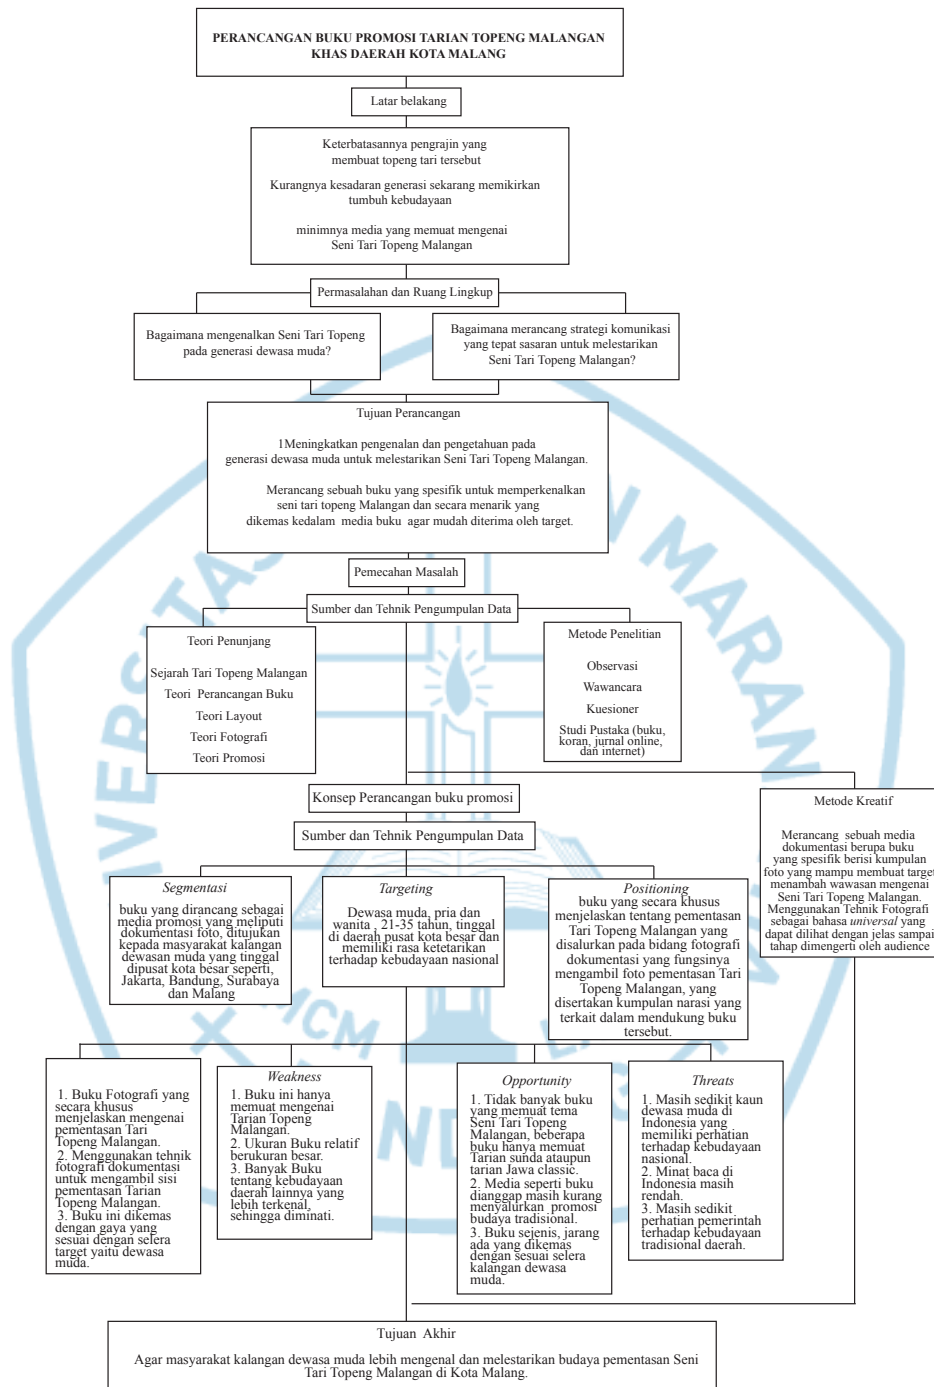 PERANCANGAN BUKU PROMOSI TARIAN TOPENG MALANGAN
KHAS DAERAH KOTA MALANG
Latar belakang
Keterbatasannya pengrajin yang
membuat topeng tari tersebut
Kurangnya kesadaran generasi sekarang memikirkan
tumbuh kebudayaan
minimnya media yang memuat mengenai
Seni Tari Topeng Malangan
Permasalahan dan Ruang Lingkup
Bagaimana mengenalkan Seni Tari Topeng
pada generasi dewasa muda?
Bagaimana merancang strategi komunikasi
yang tepat sasaran untuk melestarikan
Seni Tari Topeng Malangan?
Tujuan Perancangan
1Meningkatkan pengenalan dan pengetahuan pada
generasi dewasa muda untuk melestarikan Seni Tari Topeng Malangan.
Merancang sebuah buku yang spesifik untuk memperkenalkan
seni tari topeng Malangan dan secara menarik yang
dikemas kedalam media buku agar mudah diterima oleh target.
Pemecahan Masalah
Sumber dan Tehnik Pengumpulan Data
Teori Penunjang
Sejarah Tari Topeng Malangan
Teori Perancangan Buku
Teori Layout
Teori Fotografi
Teori Promosi
Metode Penelitian
Observasi
Wawancara
Kuesioner
Studi Pustaka (buku,
koran, jurnal online,
dan internet)
Konsep Perancangan buku promosi
Sumber dan Tehnik Pengumpulan Data
Metode Kreatif
Merancang sebuah media
dokumentasi berupa buku
yang spesifik berisi kumpulan
foto yang mampu membuat target
menambah wawasan mengenai
Seni Tari Topeng Malangan.
Menggunakan Tehnik Fotografi
sebagai bahasa universal yang
dapat dilihat dengan jelas sampai
tahap dimengerti oleh audience
Segmentasi
buku yang dirancang sebagai
media promosi yang meliputi
dokumentasi foto, ditujukan
kepada masyarakat kalangan
dewasan muda yang tinggal
dipusat kota besar seperti,
Jakarta, Bandung, Surabaya
dan Malang
Targeting
Dewasa muda, pria dan
wanita , 21-35 tahun, tinggal
di daerah pusat kota besar dan
memiliki rasa ketetarikan
terhadap kebudayaan nasional
Positioning
buku yang secara khusus
menjelaskan tentang pementasan
Tari Topeng Malangan yang
disalurkan pada bidang fotografi
dokumentasi yang fungsinya
mengambil foto pementasan Tari
Topeng Malangan, yang
disertakan kumpulan narasi yang
terkait dalam mendukung buku
tersebut.
1. Buku Fotografi yang
secara khusus
menjelaskan mengenai
pementasan Tari
Topeng Malangan.
2. Menggunakan tehnik
fotografi dokumentasi
untuk mengambil sisi
pementasan Tarian
Topeng Malangan.
3. Buku ini dikemas
dengan gaya yang
sesuai dengan selera
target yaitu dewasa
muda.
Weakness
1. Buku ini hanya
memuat mengenai
Tarian Topeng
Malangan.
2. Ukuran Buku relatif
berukuran besar.
3. Banyak Buku
tentang kebudayaan
daerah lainnya yang
lebih terkenal,
sehingga diminati.
Opportunity
1. Tidak banyak buku
yang memuat tema
Seni Tari Topeng
Malangan, beberapa
buku hanya memuat
Tarian sunda ataupun
tarian Jawa classic.
2. Media seperti buku
dianggap masih kurang
menyalurkan promosi
budaya tradisional.
3. Buku sejenis, jarang
ada yang dikemas
dengan sesuai selera
kalangan dewasa
muda.
Threats
1. Masih sedikit kaun
dewasa muda di
Indonesia yang
memiliki perhatian
terhadap kebudayaan
nasional.
2. Minat baca di
Indonesia masih
rendah.
3. Masih sedikit
perhatian pemerintah
terhadap kebudayaan
tradisional daerah.
Tujuan Akhir
Agar masyarakat kalangan dewasa muda lebih mengenal dan melestarikan budaya pementasan Seni
Tari Topeng Malangan di Kota Malang.